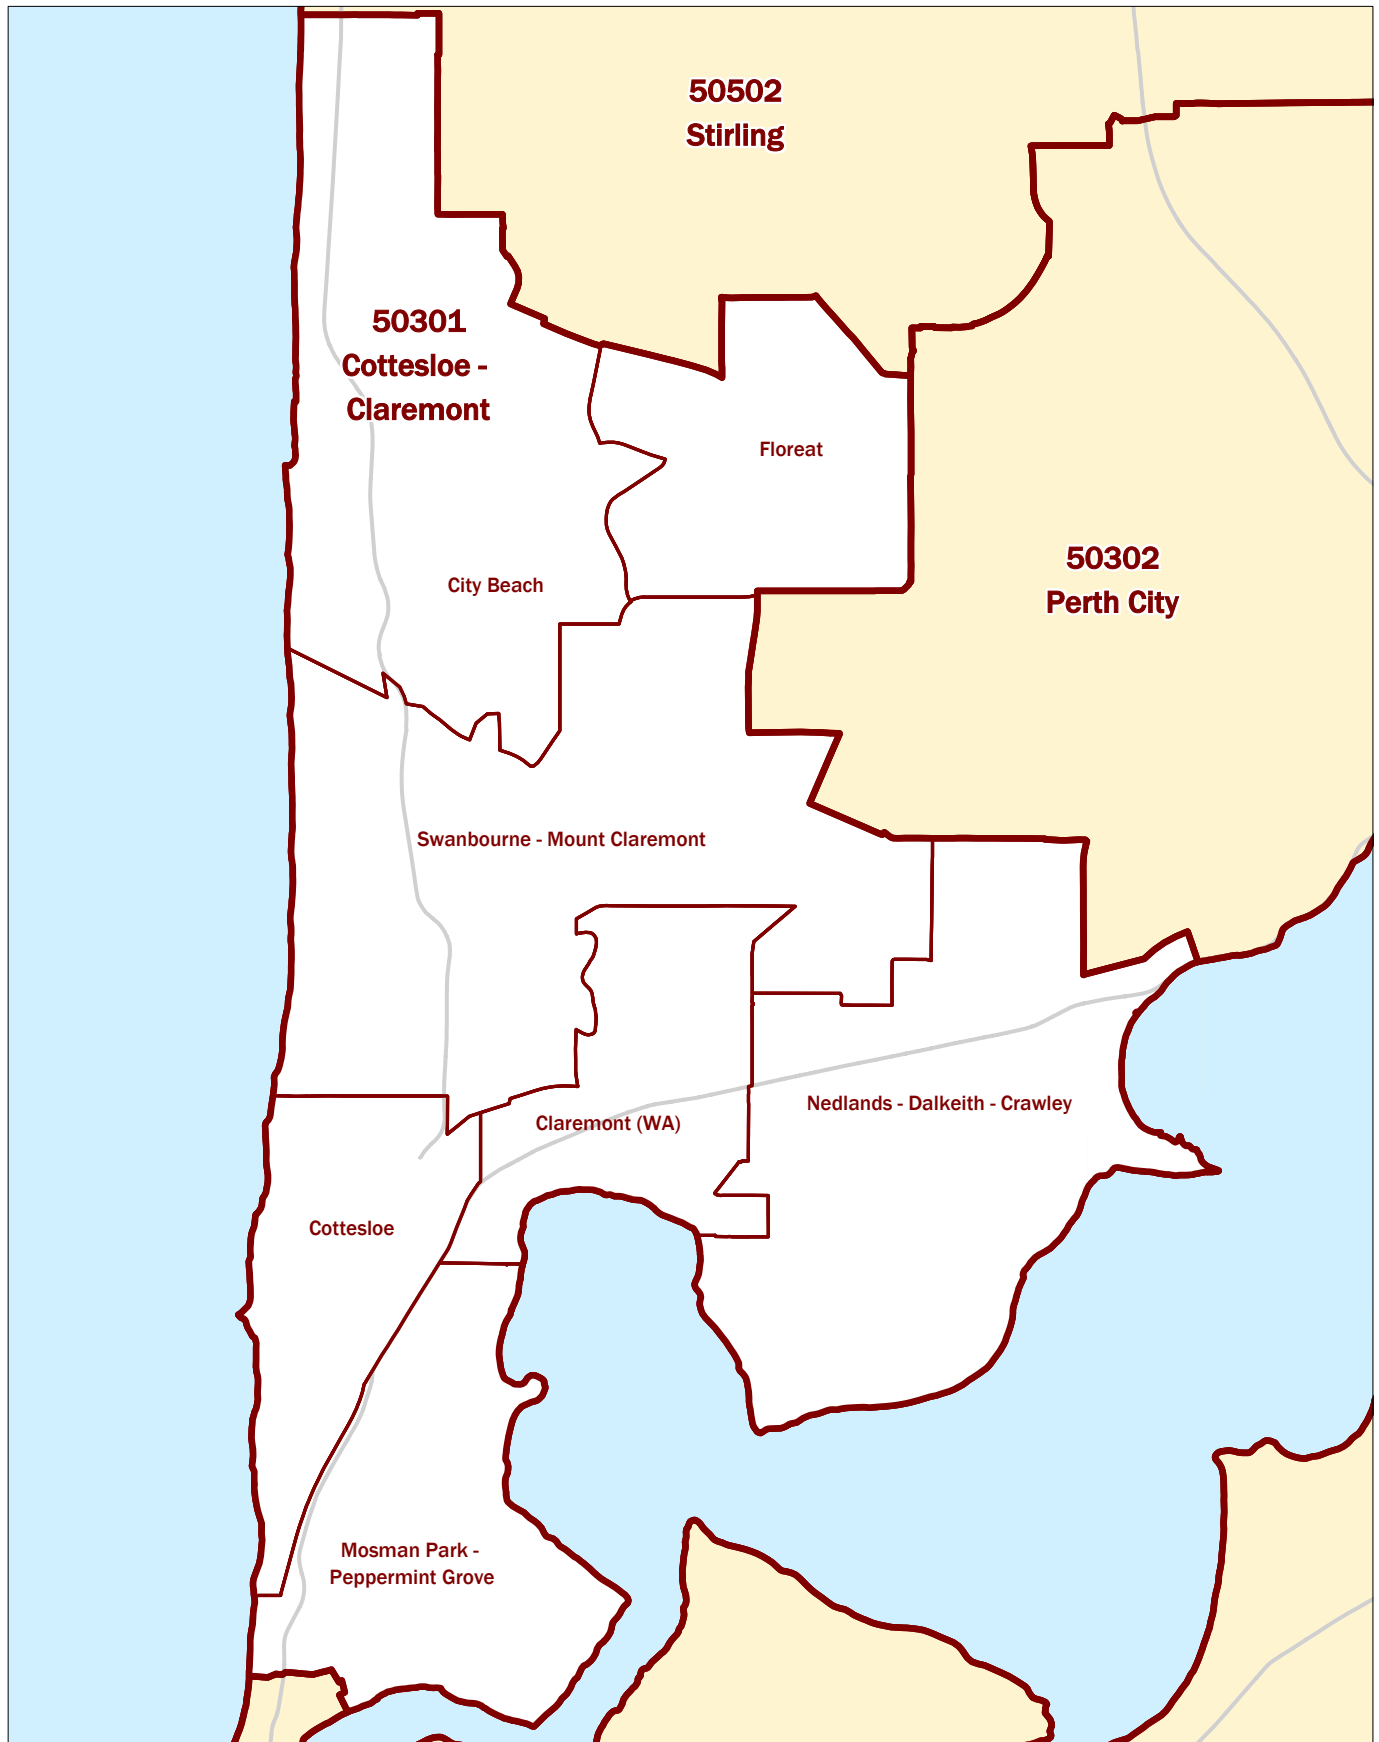 50502
Stirling
50301
Cottesloe -
Claremont
Floreat
50302
Perth City
City Beach
Swanbourne - Mount Claremont
Nedlands - Dalkeith - Crawley
Claremont (WA)
Cottesloe
Mosman Park -
Peppermint Grove